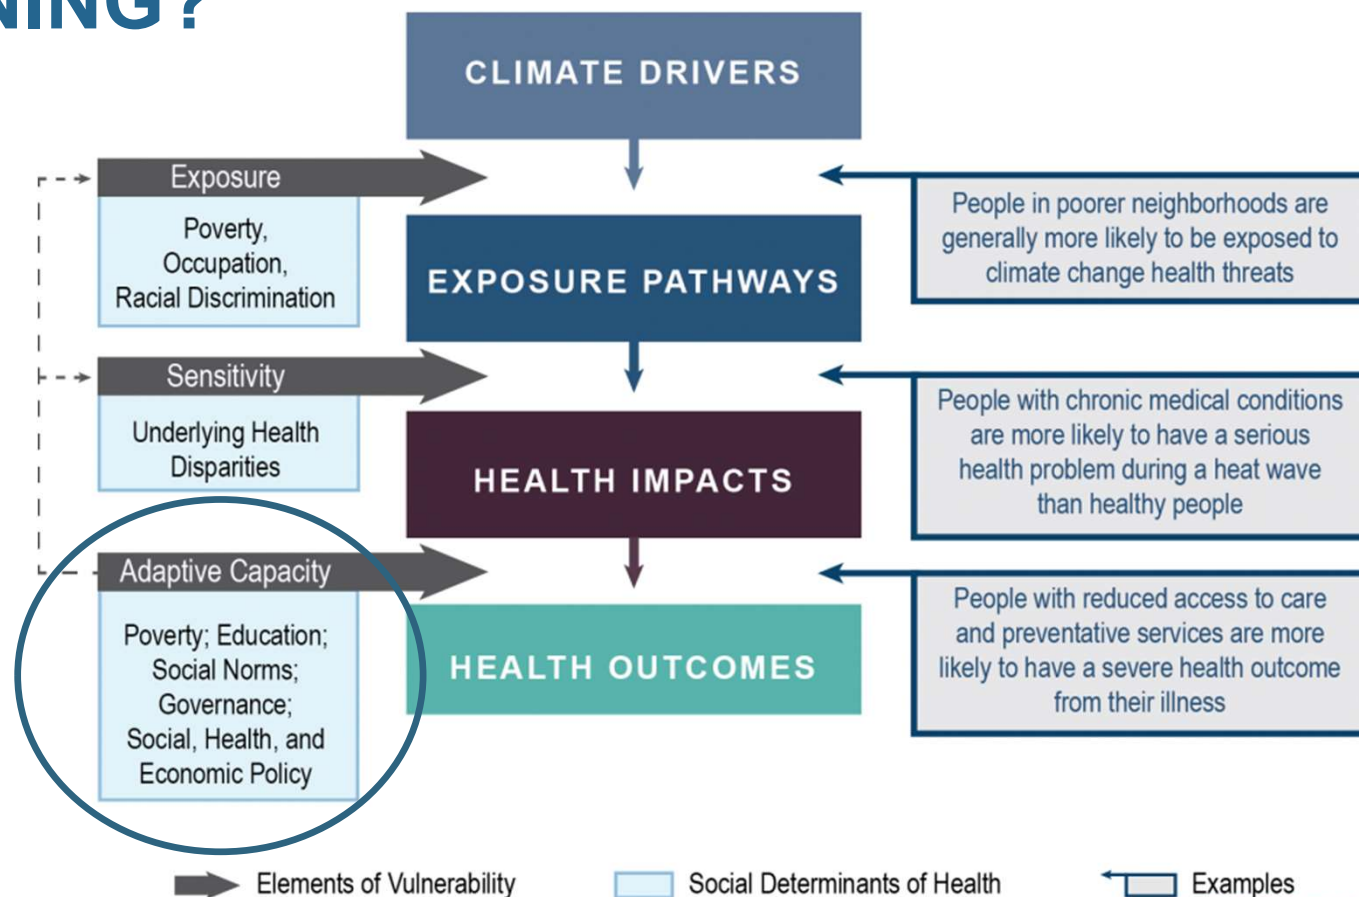 NING?
CLIMATE DRIVERS
Exposure
Poverty,
Occupation,
Racial Discrimination
People in poorer neighborhoods are
generally more likely to be exposed to
climate change health threats
EXPOSURE PATHWAYS
Sensitivity
Underlying Health
Disparities
People with chronic medical conditions
are more likely to have a serious
health problem during a heat wave
than healthy people
HEALTH IMPACTS
Adaptive Capacity
Poverty; Education;
Social Norms;
Governance;
Social, Health, and
Economic Policy
People with reduced access to care
and preventative services are more
likely to have a severe health outcome
from their illness
HEALTH OUTCOMES
Elements of Vulnerability
Social Determinants of Health
Examples